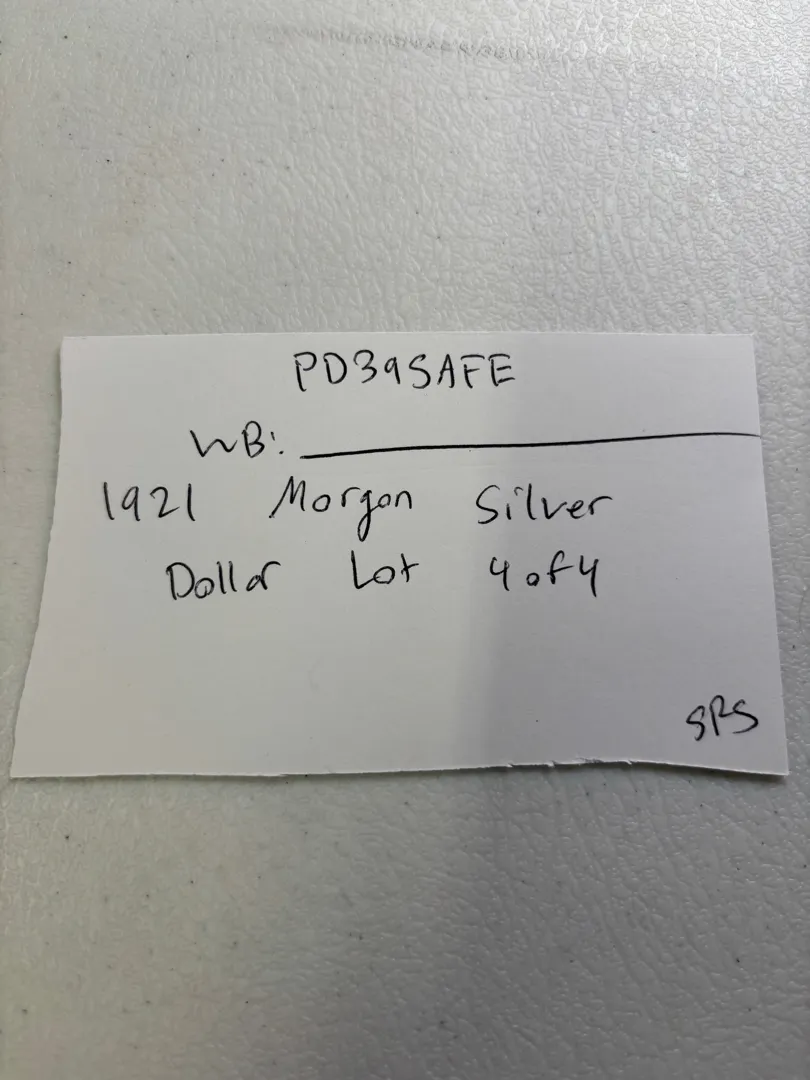 PD39SAFE
WB:
1921 Morgan Silver
Dollar Lot 4 of 4
SRS